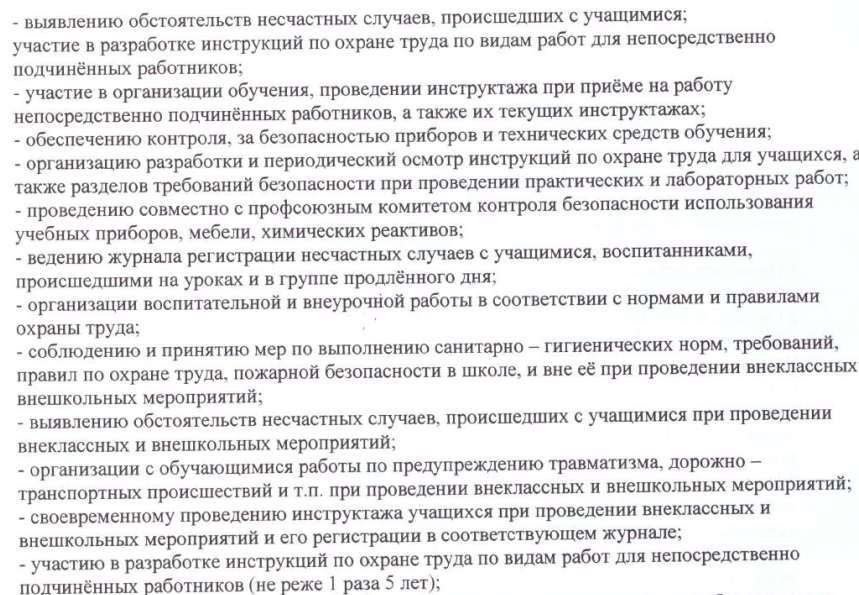 - выявлению обстоятельств несчастных случаев, происшедших с учащимися;
участие в разработке инструкций по охране труда по видам работ для непосредственно
подчинённых работников;
- участие в организации обучения, проведении инструктажа при приёме на работу
непосредственно подчинённых работников, а также их текущих инструктажах;
- обеспечению контроля, за безопасностью приборов и технических средств обучения;
- организацию разработки и периодический осмотр инструкций по охране труда для учащихся, а
также разделов требований безопасности при проведении практических и лабораторных работ;
- проведению совместно с профсоюзным комитетом контроля безопасности использования
учебных приборов, мебели, химических реактивов;
- ведению журнала регистрации несчастных случаев с учащимися, воспитанниками,
происшедшими на уроках и в группе продлённого дня;
- организации воспитательной и внеурочной работы в соответствии с нормами и правилами
охраны труда;
- соблюдению и принятию мер по выполнению санитарно – гигиенических норм, требований,
правил по охране труда, пожарной безопасности в школе, и вне её при проведении внеклассных
внешкольных мероприятий;
- выявлению обстоятельств несчастных случаев, происшедших с учащимися при проведении
внеклассных и внешкольных мероприятий;
- организации с обучающимися работы по предупреждению травматизма, дорожно –
транспортных происшествий и т.п. при проведении внеклассных и внешкольных мероприятий;
- своевременному проведению инструктажа учащихся при проведении внеклассных и
внешкольных мероприятий и его регистрации в соответствующем журнале;
- участию в разработке инструкций по охране труда по видам работ для непосредственно
подчинённых работников (не реже 1 раза 5 лет);